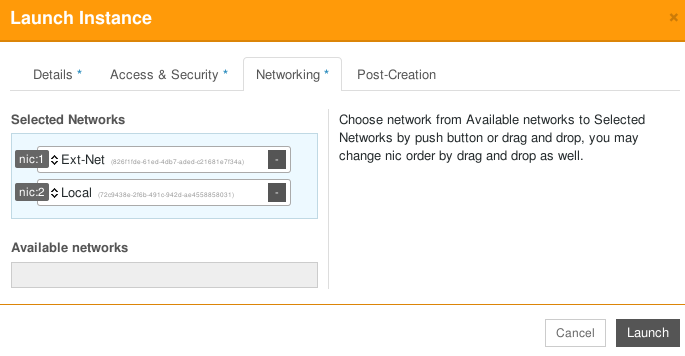 Launch Instance ×
Details * Access & Security * Networking * Post-Creation
Selected Networks
nic:1 Ext-Net (826f1fde-61ed-4db7-aded-c21681e7f34a) -
nic:2 Local (72d9438e-2f6b-491c-942d-ae4558858031) -
Available networks
Choose network from Available networks to Selected
Networks by push button or drag and drop, you may
change nic order by drag and drop as well.
Cancel Launch